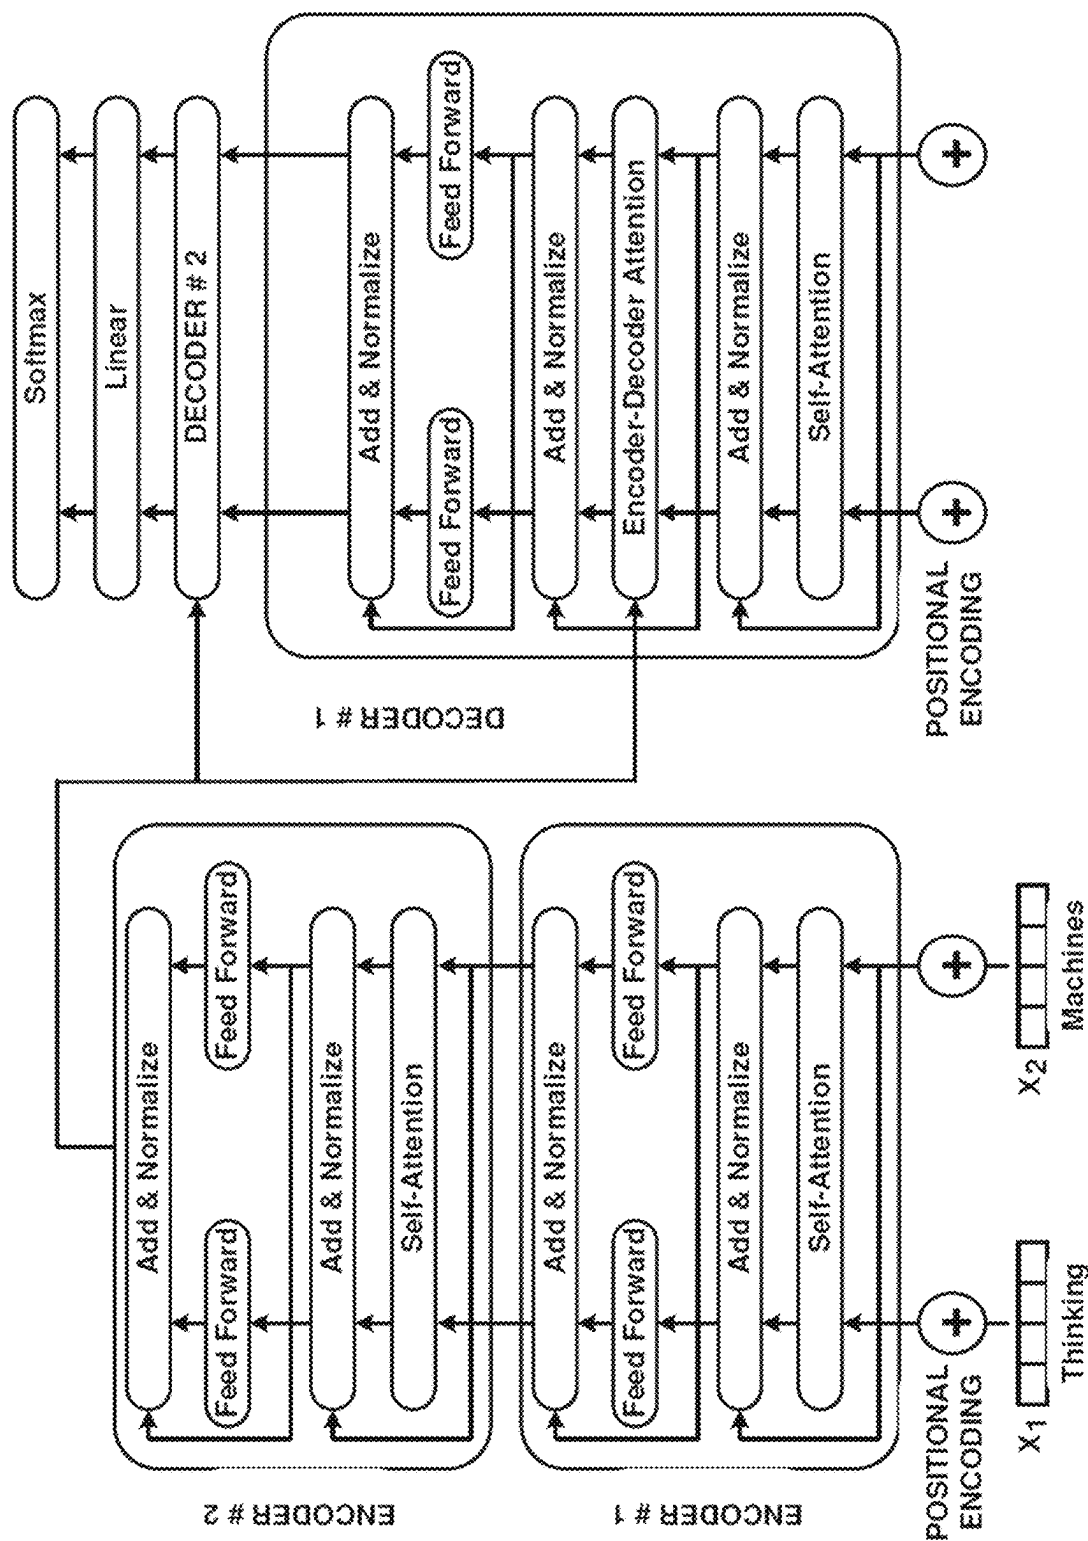 Softmax
Linear
DECODER # 2
Add & Normalize
Feed Forward
Feed Forward
Add & Normalize
Encoder-Decoder Attention
Add & Normalize
Self-Attention
DECODER # 1
POSITIONAL
ENCODING
+
+
ENCODER # 2
Add & Normalize
Feed Forward
Feed Forward
Add & Normalize
Self-Attention
ENCODER # 1
Add & Normalize
Feed Forward
Feed Forward
Add & Normalize
Self-Attention
POSITIONAL
ENCODING
+
+
X1
Thinking
X2
Machines